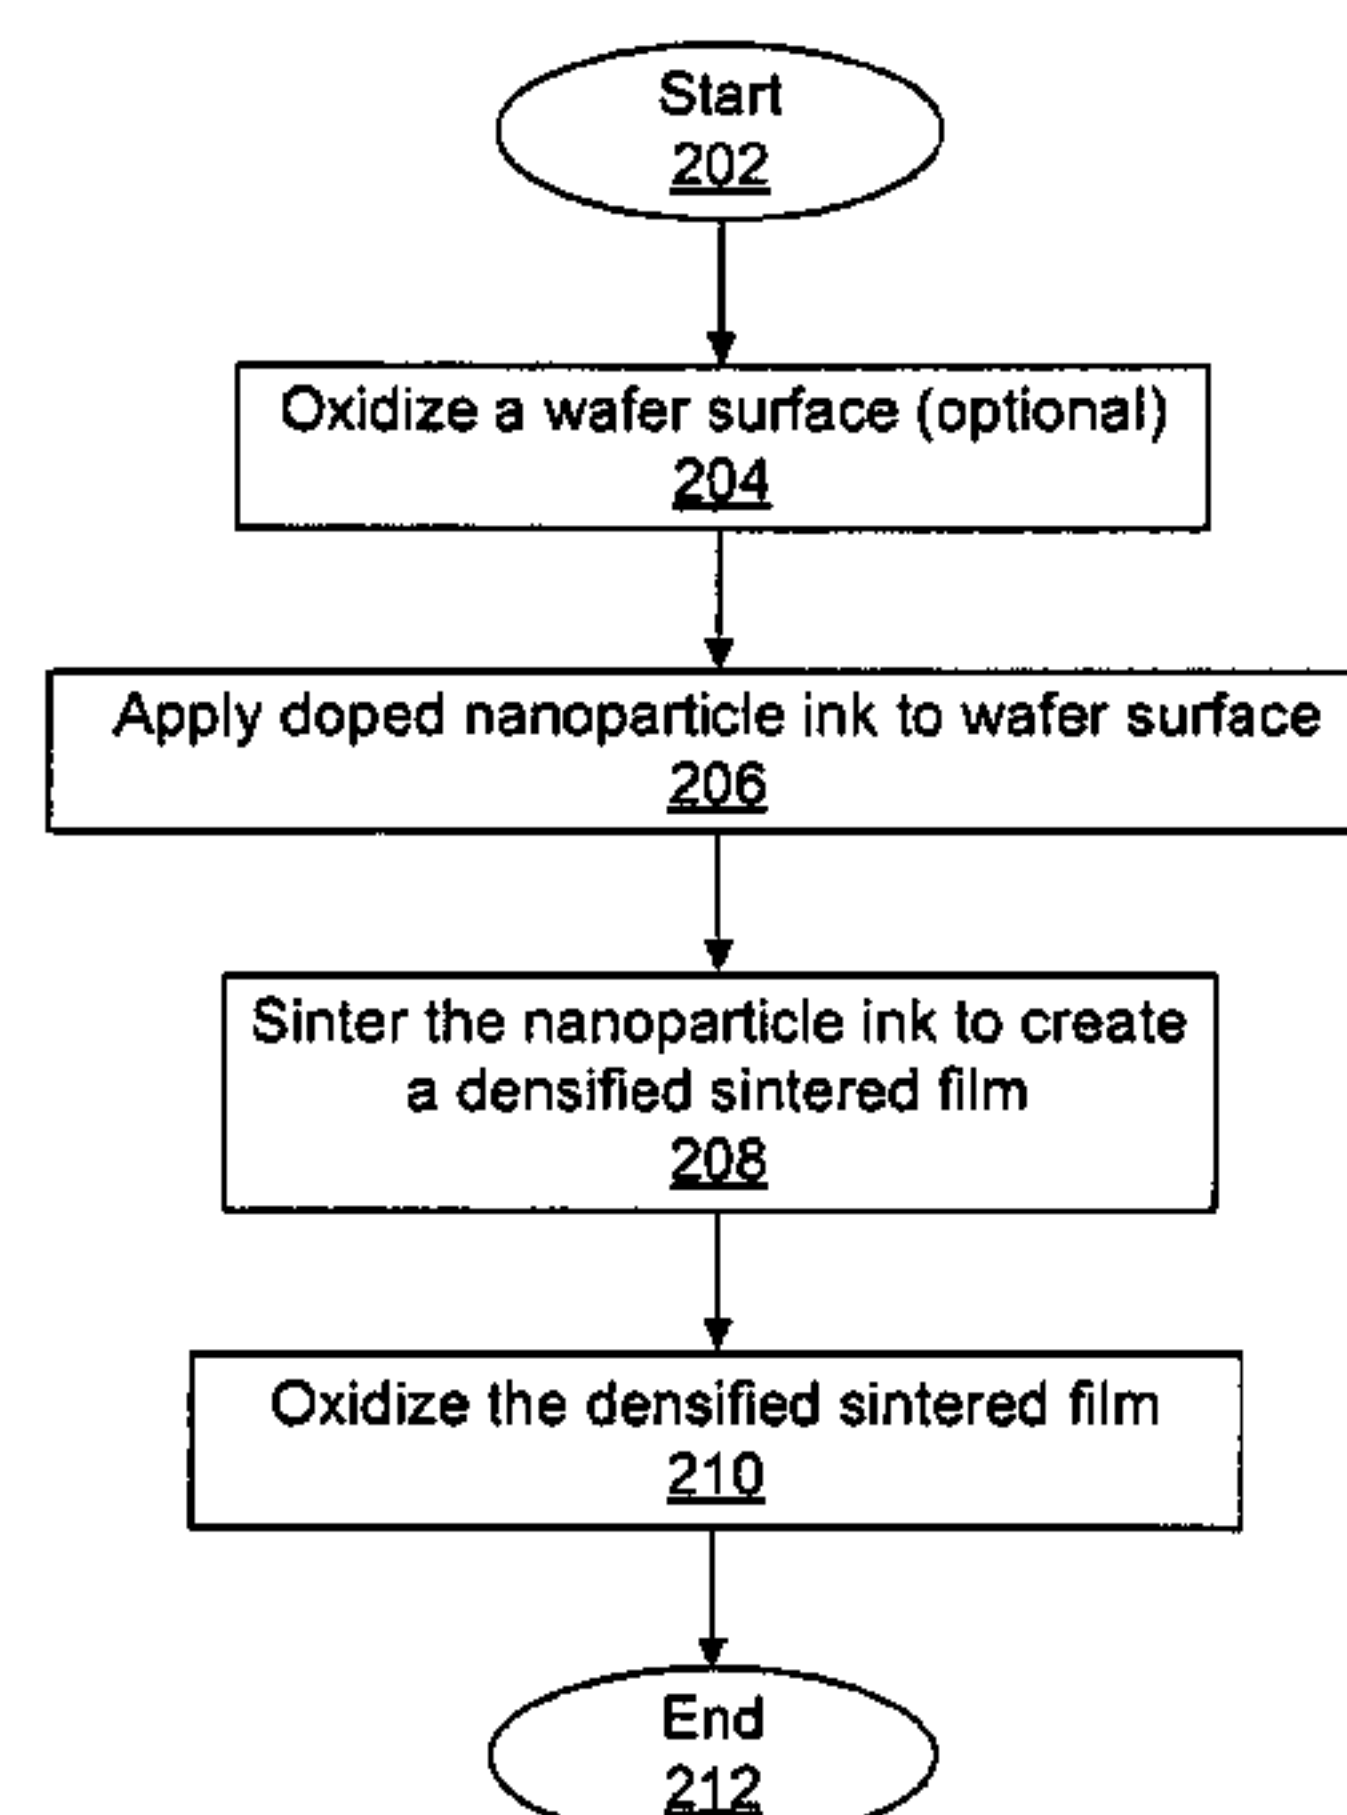 Start
202
Oxidize a wafer surface (optional)
204
Apply doped nanoparticle ink to wafer surface
206
Sinter the nanoparticle ink to create
a densified sintered film
208
Oxidize the densified sintered film
210
End
212